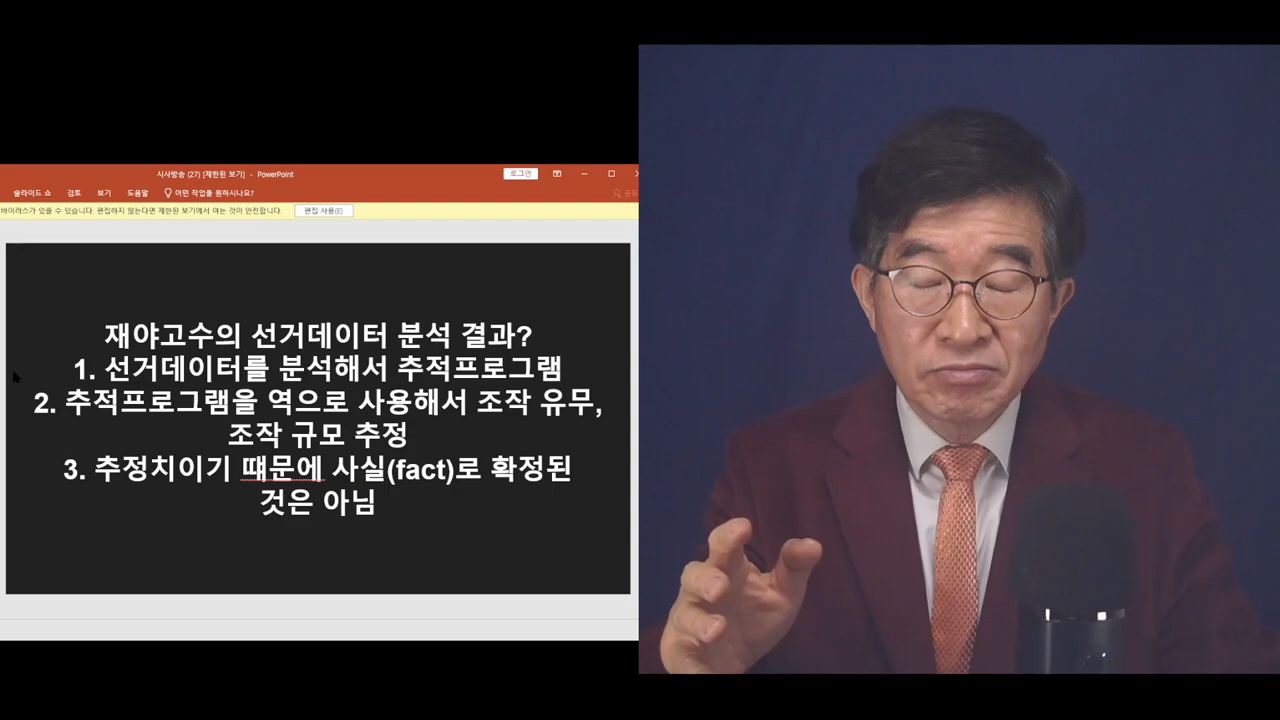 시사방송 (27) [제한된 보기] - PowerPoint
로그인
슬라이드 쇼 검토 보기 도움말 어떤 작업을 원하시나요?
바이러스가 있을 수 있습니다. 편집하지 않는다면 제한된 보기에서 여는 것이 안전합니다. 편집 사용(E)
재야고수의 선거데이터 분석 결과?
1. 선거데이터를 분석해서 추적프로그램
2. 추적프로그램을 역으로 사용해서 조작 유무,
조작 규모 추정
3. 추정치이기 떄문에 사실(fact)로 확정된
것은 아님